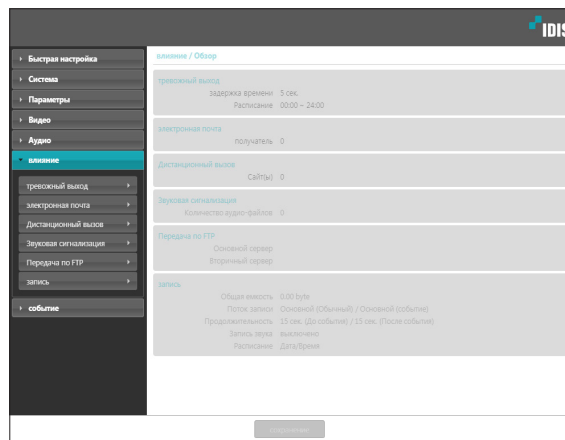 IDIS
влияние / Обзор
Быстрая настройка
Система
Параметры
Видео
Аудио
влияние
тревожный выход
электронная почта
Дистанционный вызов
Звуковая сигнализация
Передача по FTP
запись
событие
тревожный выход
задержка времени 5 сек.
Расписание 00:00 ~ 24:00
электронная почта
получатель 0
Дистанционный вызов
Сайт(ы) 0
Звуковая сигнализация
Количество аудио-файлов 0
Передача по FTP
Основной сервер
Вторичный сервер
запись
Общая емкость 0.00 byte
Поток записи Основной (Обычный) / Основной (событие)
Продолжительность 15 сек. (До события) / 15 сек. (После события)
Запись звука выключено
Расписание Дата/Время
сохранение